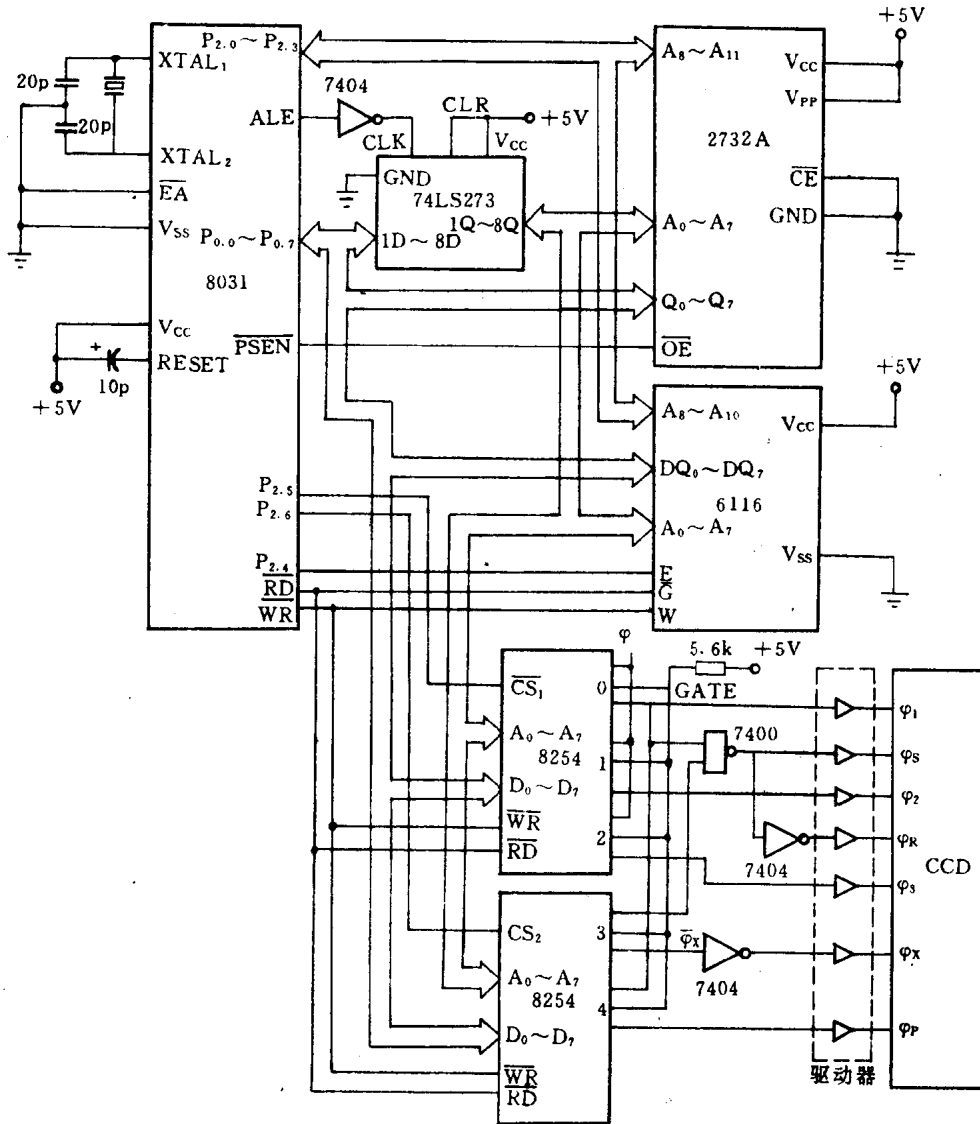 +5V
P2.0～P2.3
XTAL1
20p
20p
XTAL2
EA
VSS
P0.0～P0.7
8031
VCC
RESET
+5V
10p
ALE
7404
CLK
CLR
+5V
VCC
GND
74LS273
1Q～8Q
1D～8D
PSEN
A8～A11
VCC
VPP
2732A
CE
GND
A0～A7
Q0～Q7
OE
+5V
A8～A10
VCC
DQ0～DQ7
6116
A0～A7
VSS
E
G
W
P2.5
P2.6
P2.4
RD
WR
φ
5.6k
+5V
CS1
0
GATE
A0～A7
8254
1
D0～D7
WR
RD
2
7400
7404
φ1
φS
φ2
φR
φ3
φX
φP
CCD
CS2
3
φX
7404
A0～A7
8254
4
D0～D7
WR
RD
驱动器